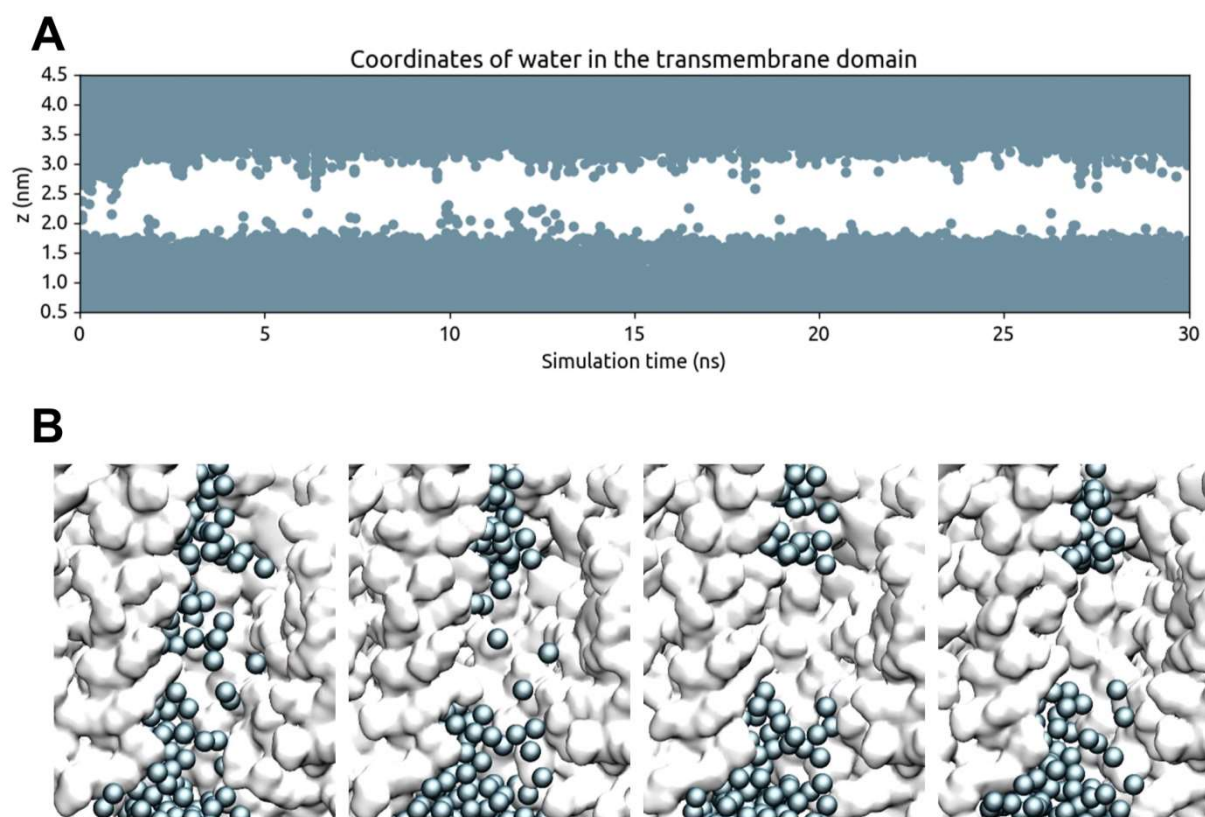 A
Coordinates of water in the transmembrane domain
4.5
4.0
3.5
3.0
2.5
2.0
1.5
1.0
0.5
z (nm)
0 5 10 15 20 25 30
Simulation time (ns)
B